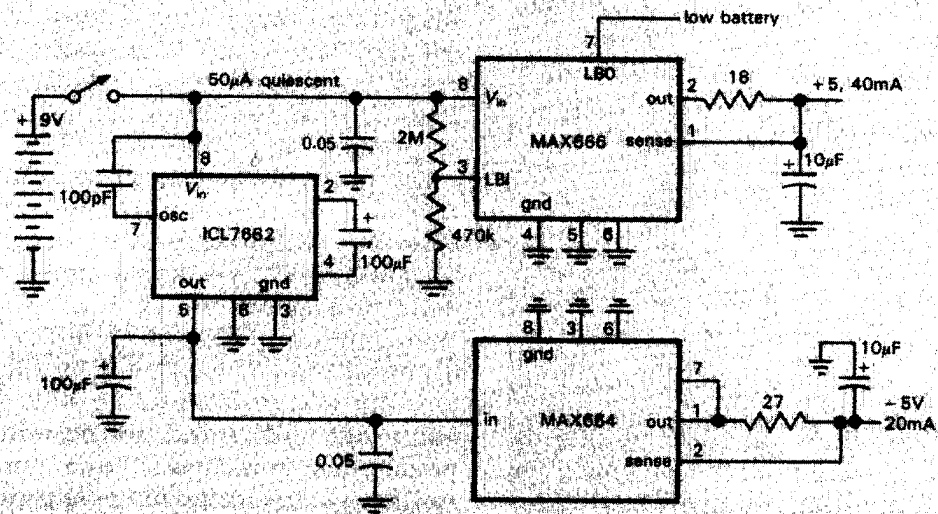 low battery
7
LBO
50µA quiescent
8
Vin
2
out
18
+5, 40mA
+ 9V
0.05
2M
MAX666
sense
1
8
Vin
3
LBI
+
10µF
100pF
osc
7
ICL7662
2
+
4
100µF
470k
gnd
4
5
6
out
gnd
5
6
3
8
3
6
gnd
+
100µF
10µF
+
7
in
MAX664
out
1
27
-5V
20mA
0.05
sense
2